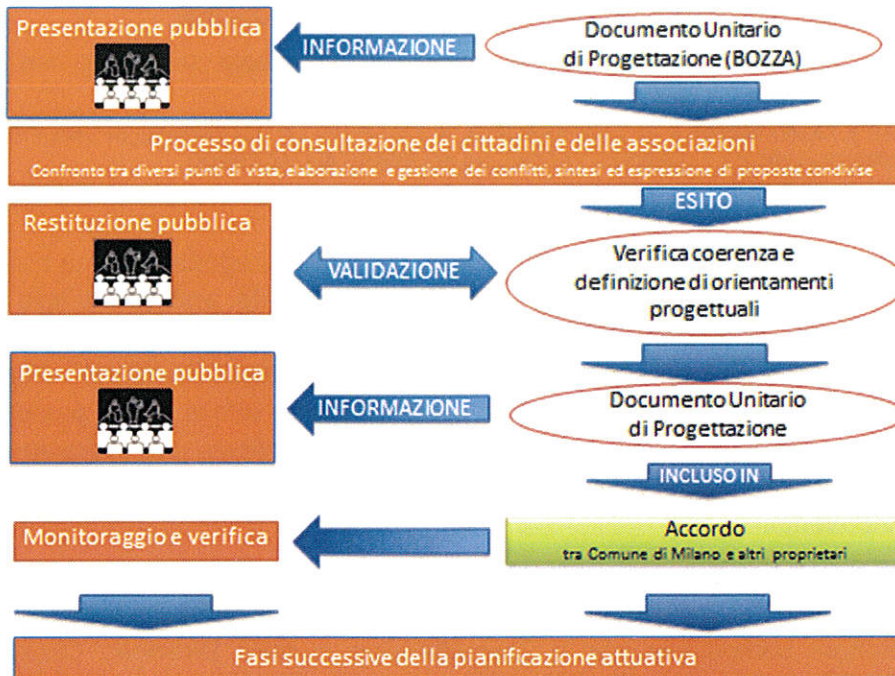 Presentazione pubblica
INFORMAZIONE
Documento Unitario
di Progettazione (BOZZA)
Processo di consultazione dei cittadini e delle associazioni
Confronto tra diversi punti di vista, elaborazione e gestione dei conflitti, sintesi ed espressione di proposte condivise
ESITO
Restituzione pubblica
VALIDAZIONE
Verifica coerenza e
definizione di orientamenti
progettuali
Presentazione pubblica
INFORMAZIONE
Documento Unitario
di Progettazione
INCLUSO IN
Monitoraggio e verifica
Accordo
tra Comune di Milano e altri proprietari
Fasi successive della pianificazione attuativa